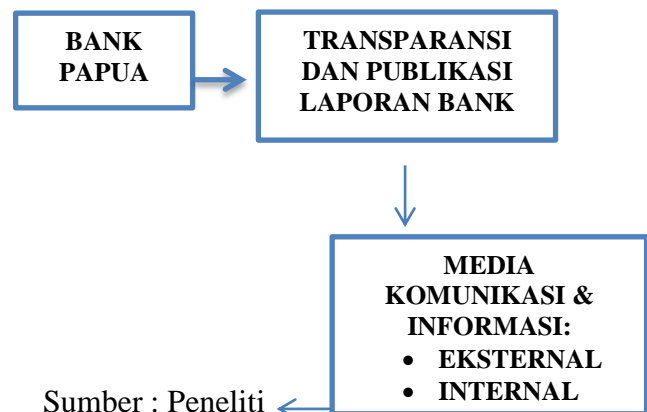 BANK
PAPUA
TRANSPARANSI
DAN PUBLIKASI
LAPORAN BANK
MEDIA
KOMUNIKASI &
INFORMASI:
• EKSTERNAL
• INTERNAL
Sumber : Peneliti